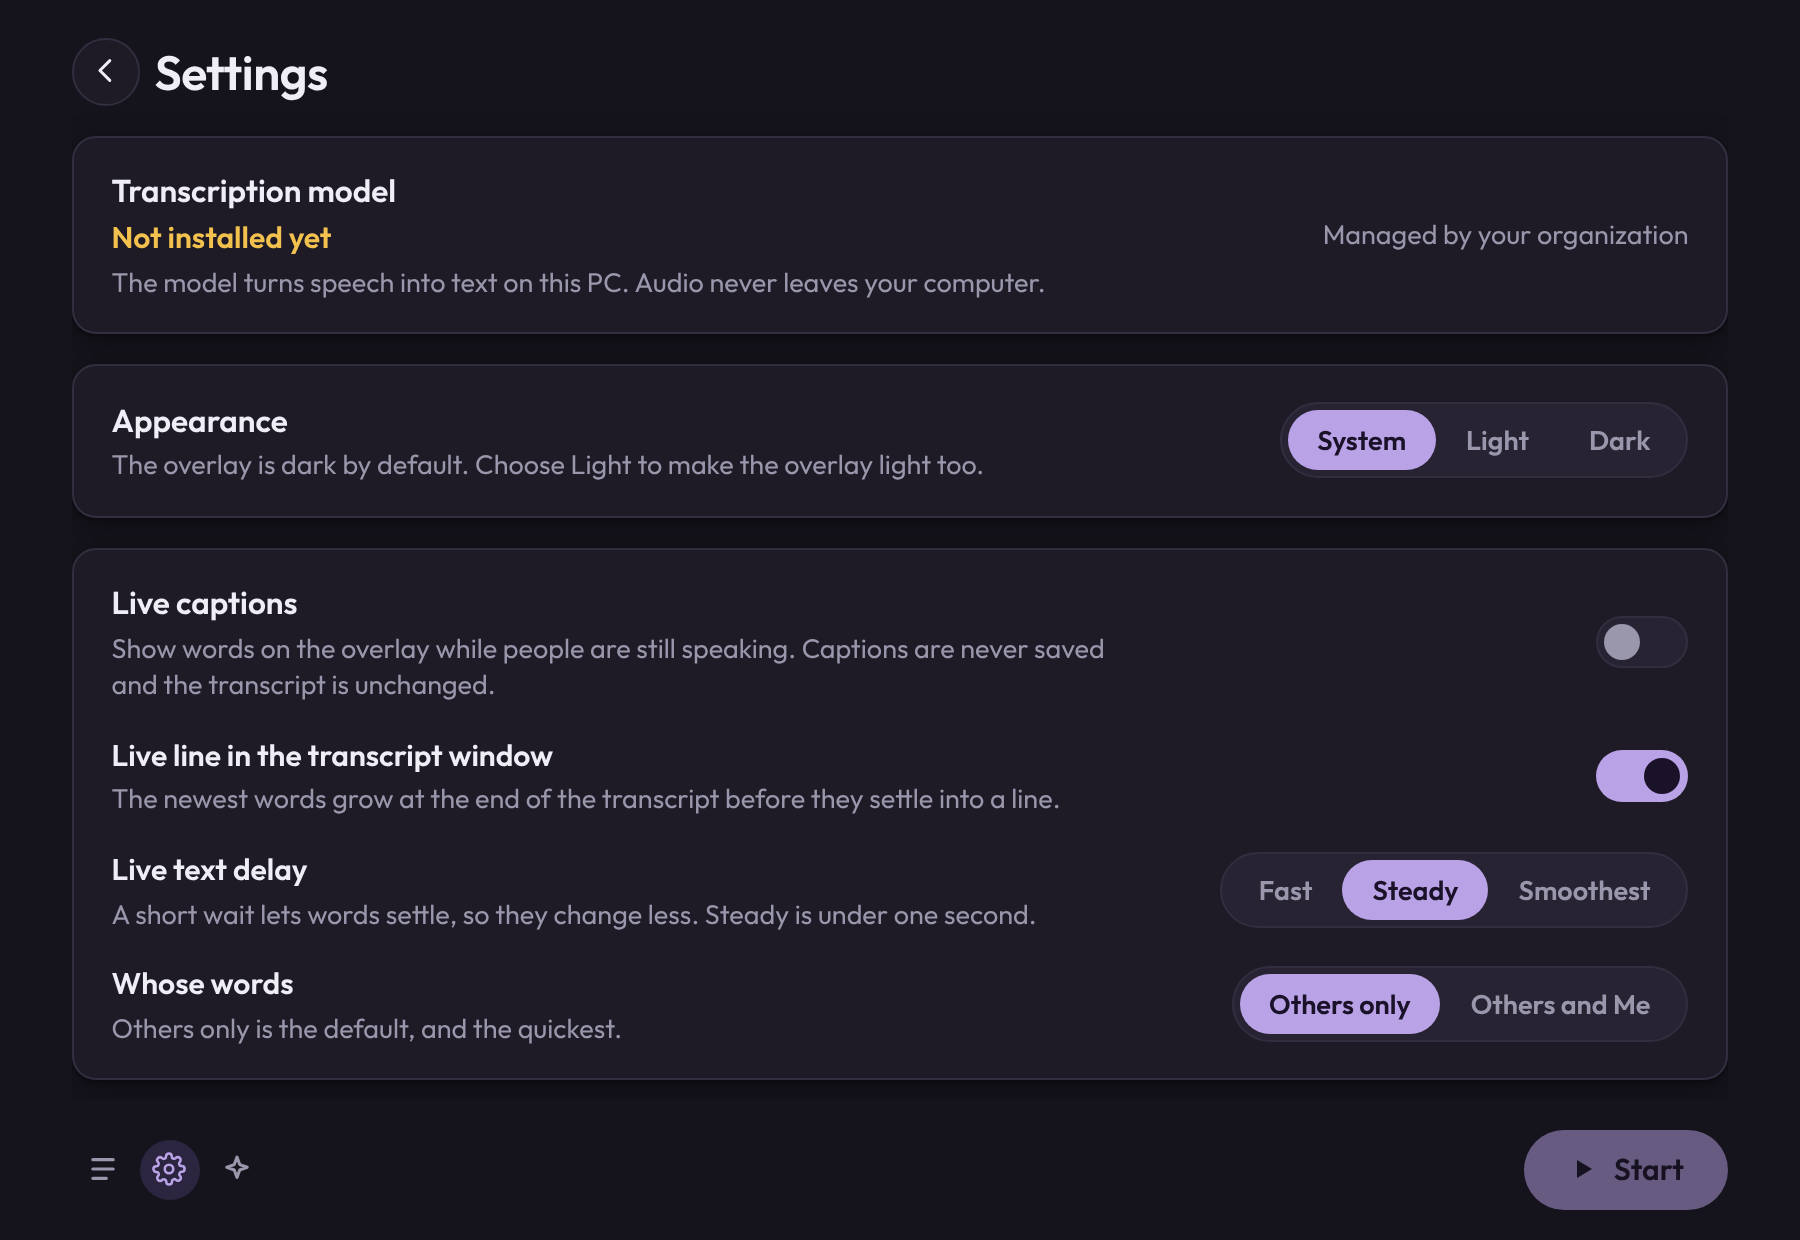 Settings
Transcription model
Not installed yet
The model turns speech into text on this PC. Audio never leaves your computer.
Managed by your organization
Appearance
The overlay is dark by default. Choose Light to make the overlay light too.
System Light Dark
Live captions
Show words on the overlay while people are still speaking. Captions are never saved
and the transcript is unchanged.
Live line in the transcript window
The newest words grow at the end of the transcript before they settle into a line.
Live text delay
A short wait lets words settle, so they change less. Steady is under one second.
Fast Steady Smoothest
Whose words
Others only is the default, and the quickest.
Others only Others and Me
Start